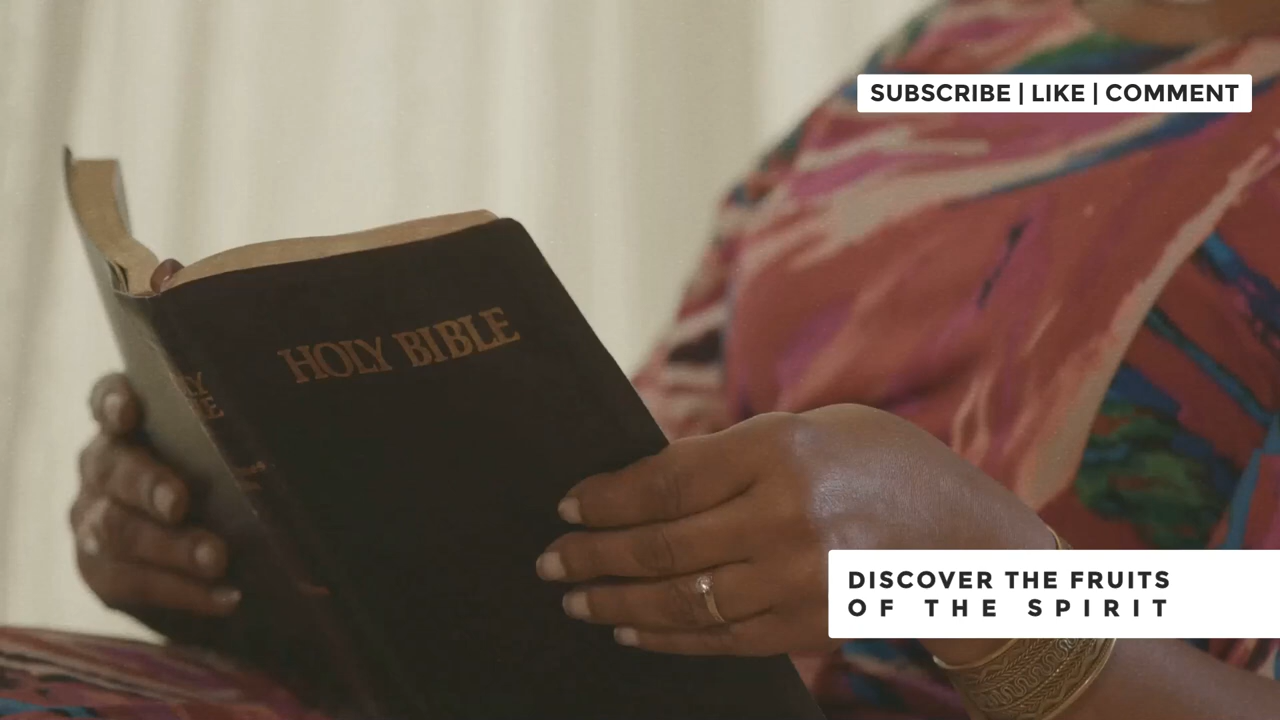 SUBSCRIBE | LIKE | COMMENT
HOLY BIBLE
DISCOVER THE FRUITS
OF THE SPIRIT